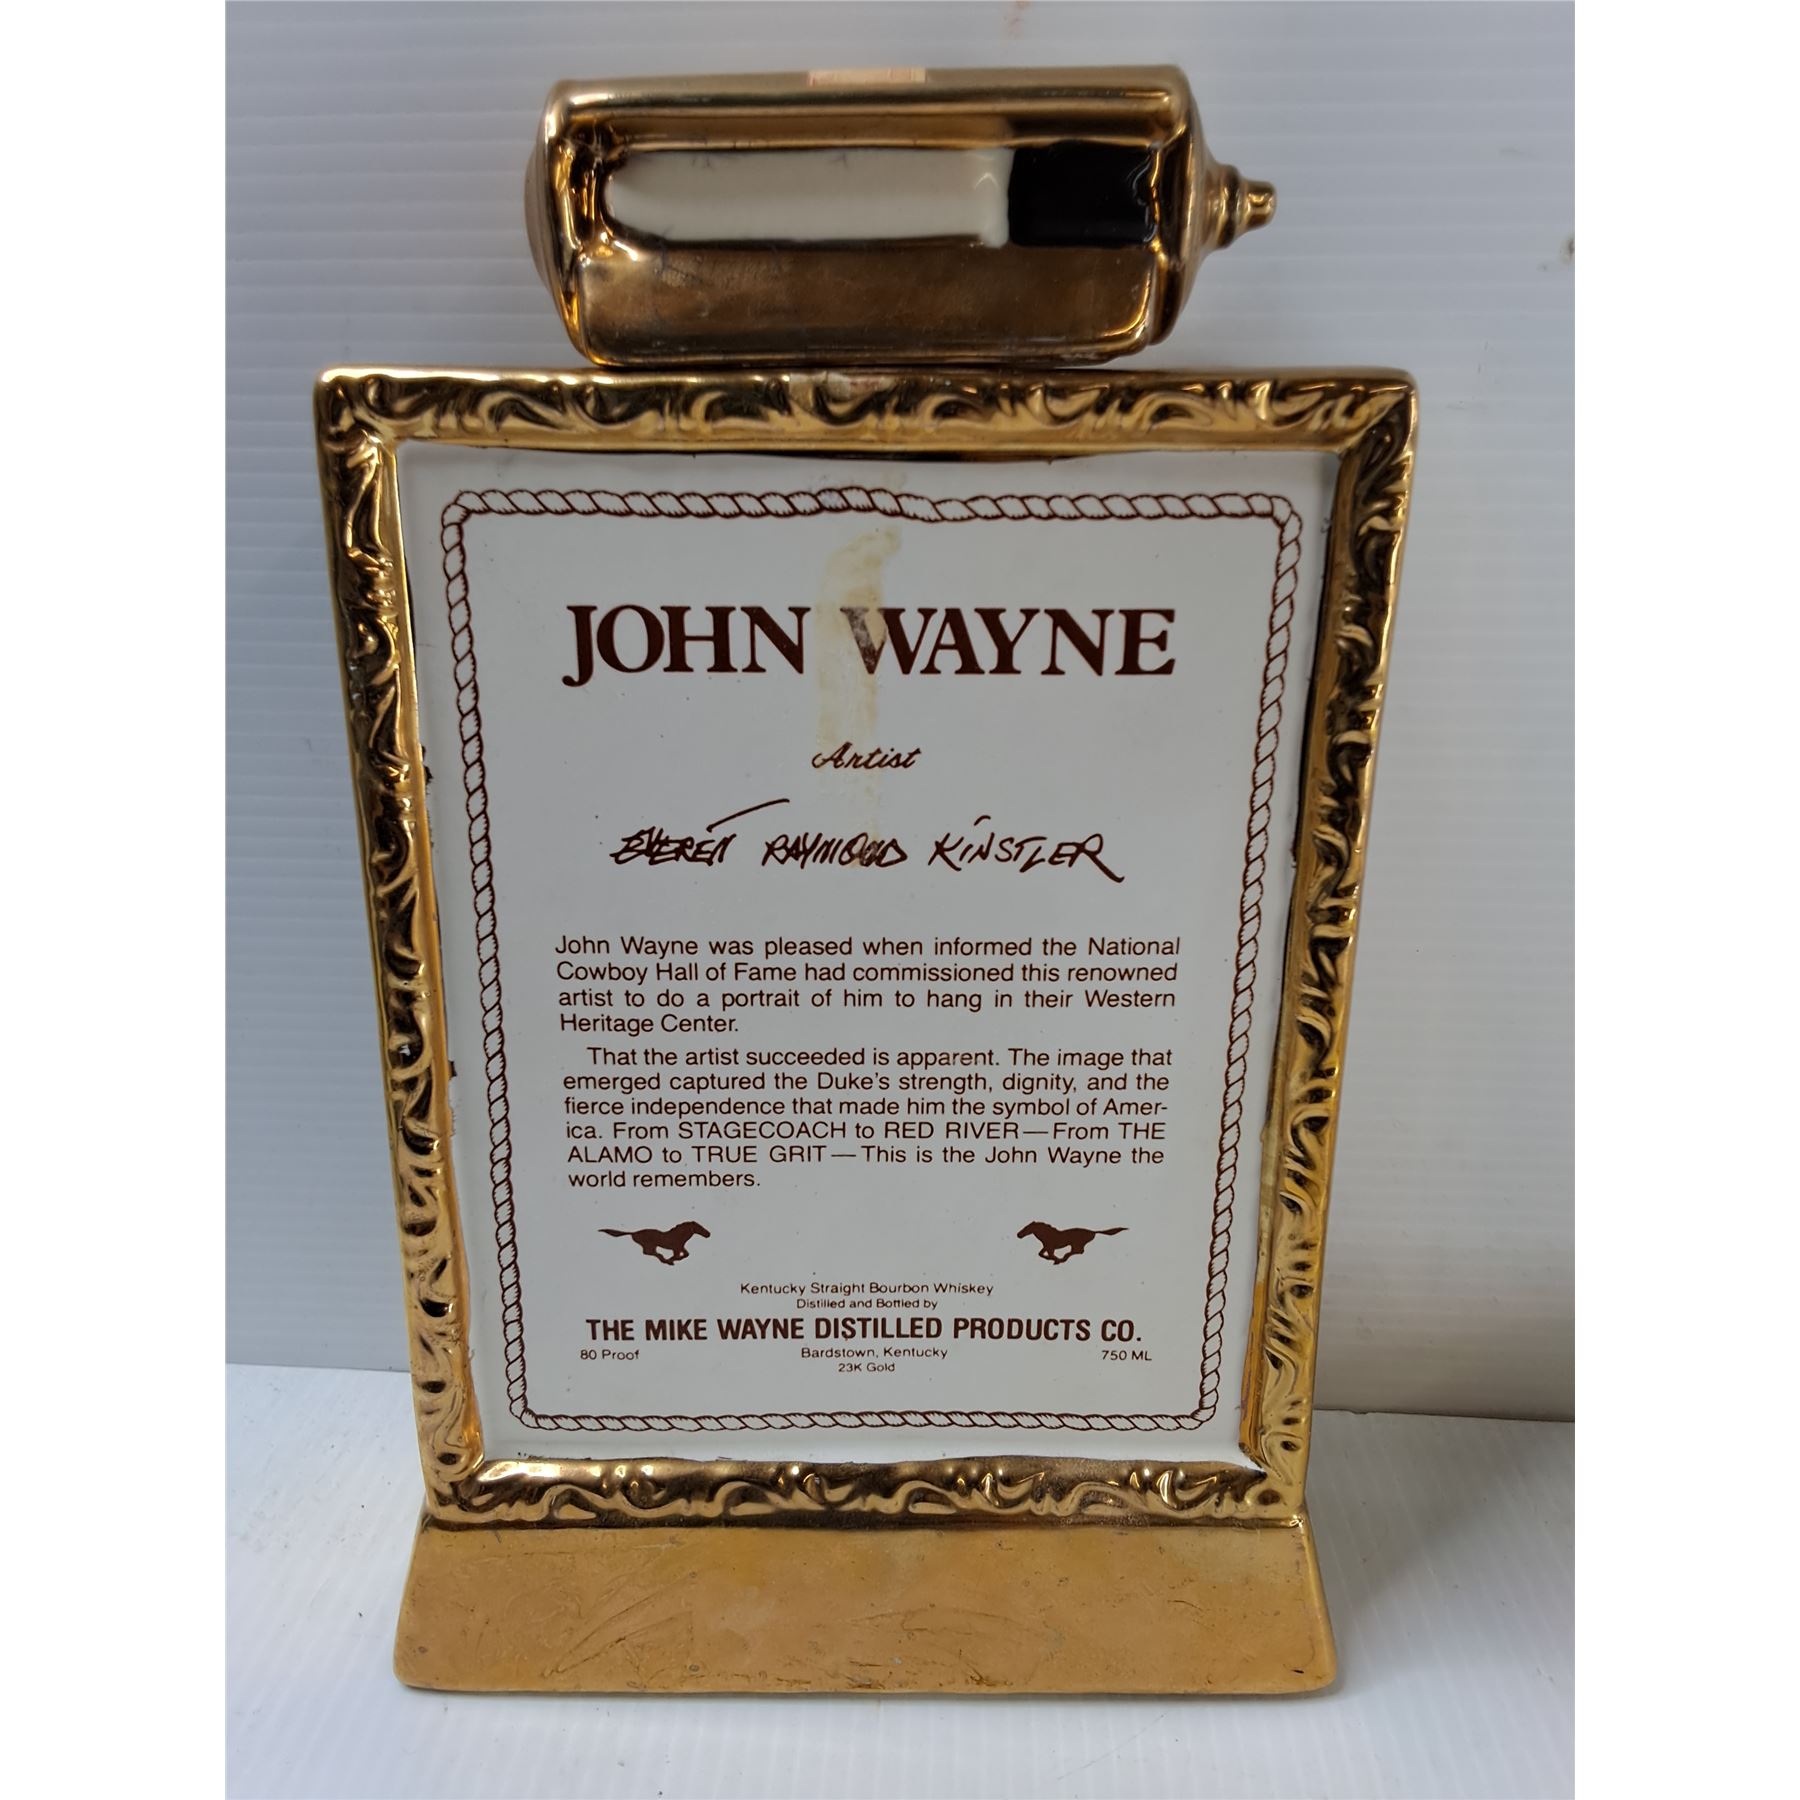 JOHN WAYNE
Artist
EVERETT RAYMOND KINSTLER
John Wayne was pleased when informed the National
Cowboy Hall of Fame had commissioned this renowned
artist to do a portrait of him to hang in their Western
Heritage Center.
That the artist succeeded is apparent. The image that
emerged captured the Duke's strength, dignity, and the
fierce independence that made him the symbol of Amer-
ica. From STAGECOACH to RED RIVER—From THE
ALAMO to TRUE GRIT—This is the John Wayne the
world remembers.
Kentucky Straight Bourbon Whiskey
Distilled and Bottled by
THE MIKE WAYNE DISTILLED PRODUCTS CO.
80 Proof Bardstown, Kentucky 750 ML
23K Gold